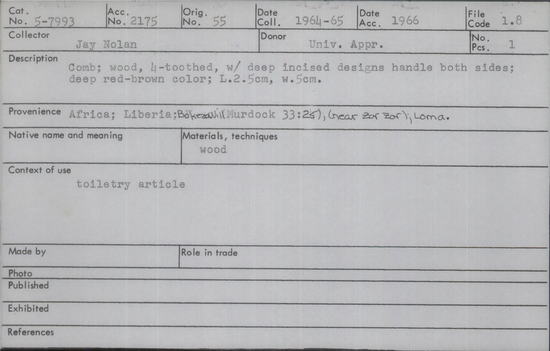 Cat. No. 5-7993 Acc. No. 2175 Orig. No. 55 Date Coll. 1964-65 Date Acc. 1966 File Code 1.8
Collector Jay Nolan Donor Univ. Appr. No. Pcs. 1
Description Comb; wood, 4-toothed, w/ deep incised designs handle both sides;
deep red-brown color; L.2.5cm, w.5cm.
Provenience Africa; Liberia; (Murdock 33:25), (near Zor Zor), Loma.
Native name and meaning Materials, techniques
wood
Context of use
toiletry article
Made by Role in trade
Photo
Published
Exhibited
References